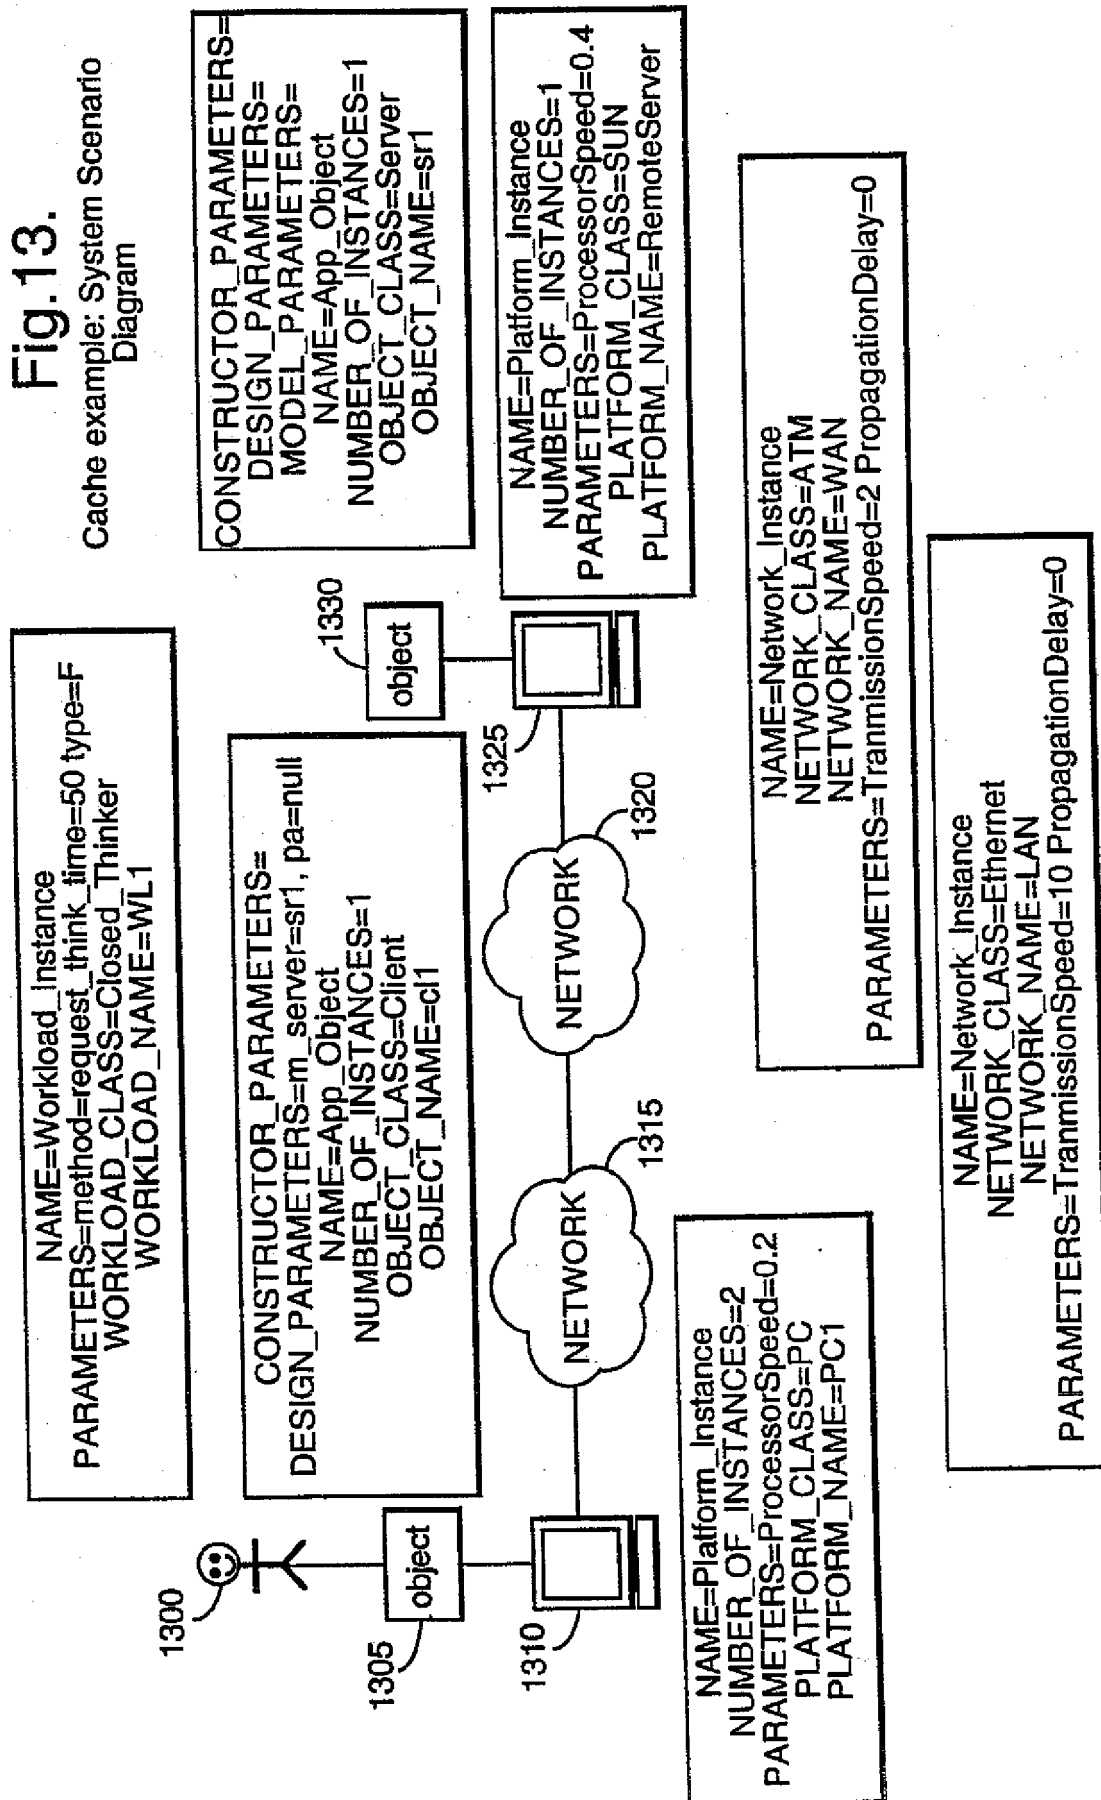 Fig.13.
Cache example: System Scenario
Diagram
NAME=Workload_Instance
PARAMETERS=method=request_think_time=50 type=F
WORKLOAD_CLASS=Closed_Thinker
WORKLOAD_NAME=WL1
CONSTRUCTOR_PARAMETERS=
DESIGN_PARAMETERS=m_server=sr1, pa=null
NAME=App_Object
NUMBER_OF_INSTANCES=1
OBJECT_CLASS=Client
OBJECT_NAME=cl1
CONSTRUCTOR_PARAMETERS=
DESIGN_PARAMETERS=
MODEL_PARAMETERS=
NAME=App_Object
NUMBER_OF_INSTANCES=1
OBJECT_CLASS=Server
OBJECT_NAME=sr1
1300
1305
object
1310
NETWORK
1315
NETWORK
1320
1325
object
1330
NAME=Platform_Instance
NUMBER_OF_INSTANCES=1
PARAMETERS=ProcessorSpeed=0.4
PLATFORM_CLASS=SUN
PLATFORM_NAME=RemoteServer
NAME=Platform_Instance
NUMBER_OF_INSTANCES=2
PARAMETERS=ProcessorSpeed=0.2
PLATFORM_CLASS=PC
PLATFORM_NAME=PC1
NAME=Network_Instance
NETWORK_CLASS=ATM
NETWORK_NAME=WAN
PARAMETERS=TranmissionSpeed=2 PropagationDelay=0
NAME=Network_Instance
NETWORK_CLASS=Ethernet
NETWORK_NAME=LAN
PARAMETERS=TranmissionSpeed=10 PropagationDelay=0